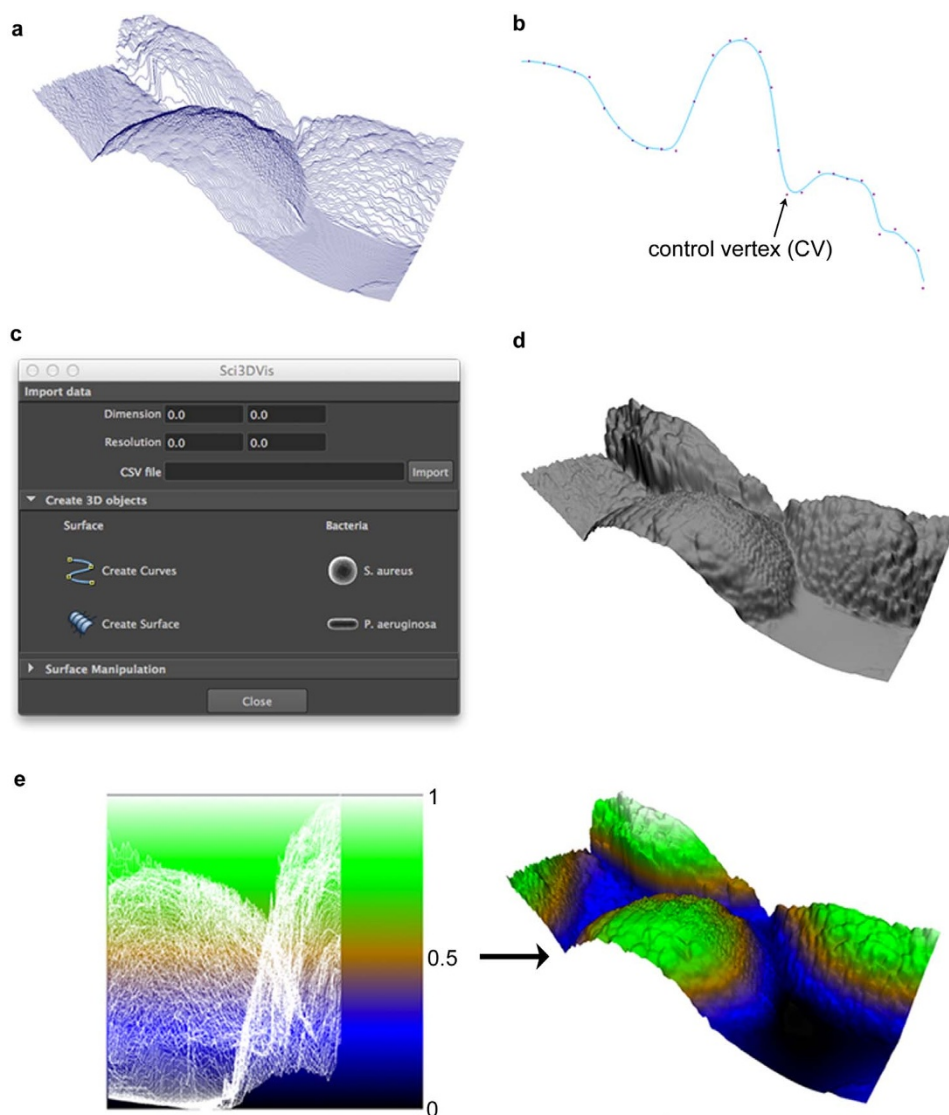 a
b
control vertex (CV)
c
Sci3DVis
Import data
Dimension 0.0 0.0
Resolution 0.0 0.0
CSV file Import
Create 3D objects
Surface Bacteria
Create Curves S. aureus
Create Surface P. aeruginosa
Surface Manipulation
Close
d
e
1
0.5
0